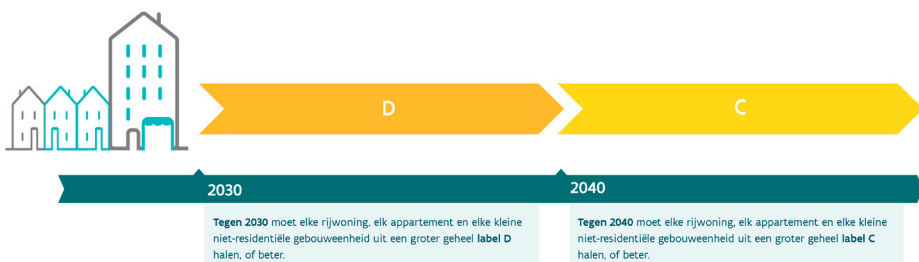 D
C
2030
2040
Tegen 2030 moet elke rijwoning, elk appartement en elke kleine
niet-residentiële gebouweenheid uit een groter geheel label D
halen, of beter.
Tegen 2040 moet elke rijwoning, elk appartement en elke kleine
niet-residentiële gebouweenheid uit een groter geheel label C
halen, of beter.